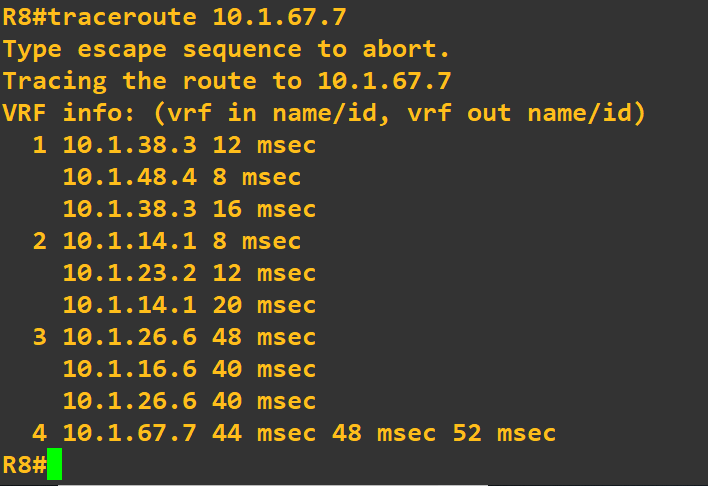 R8#traceroute 10.1.67.7
Type escape sequence to abort.
Tracing the route to 10.1.67.7
VRF info: (vrf in name/id, vrf out name/id)
  1 10.1.38.3 12 msec
    10.1.48.4 8 msec
    10.1.38.3 16 msec
  2 10.1.14.1 8 msec
    10.1.23.2 12 msec
    10.1.14.1 20 msec
  3 10.1.26.6 48 msec
    10.1.16.6 40 msec
    10.1.26.6 40 msec
  4 10.1.67.7 44 msec 48 msec 52 msec
R8#